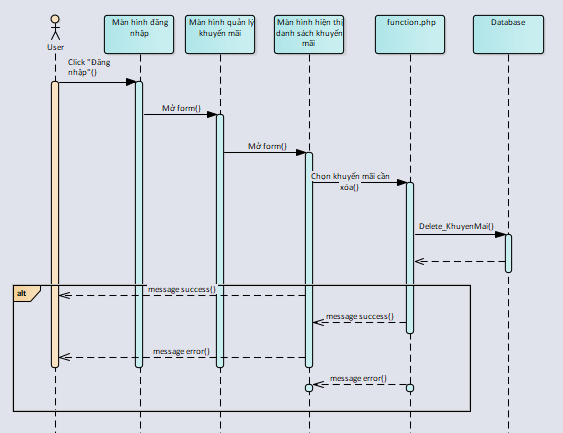 User
Màn hình đăng
nhập
Màn hình quản lý
khuyến mãi
Màn hình hiện thị
danh sách khuyến
mãi
function.php
Database
Click "Đăng
nhập"()
Mở form()
Mở form()
Chọn khuyến mãi cần
xóa()
Delete_KhuyenMai()
alt
message success()
message success()
message error()
message error()